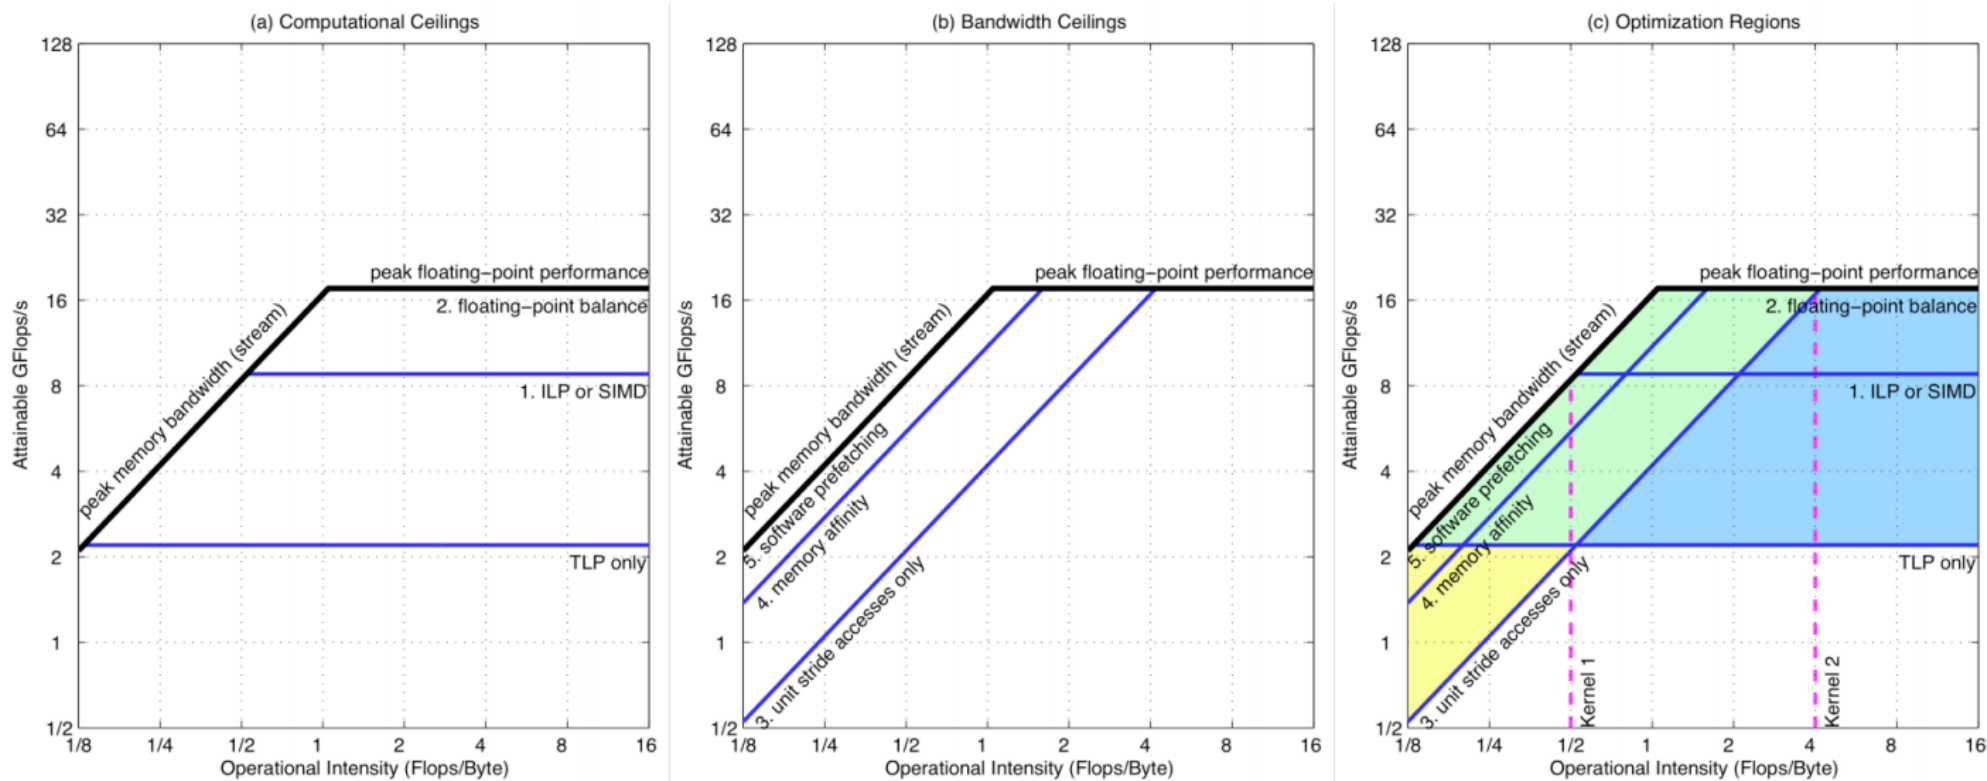 (a) Computational Ceilings
128
64
32
16
8
4
2
1
1/2
Attainable GFlops/s
peak floating-point performance
2. floating-point balance
peak memory bandwidth (stream)
1. ILP or SIMD
TLP only
1/8 1/4 1/2 1 2 4 8 16
Operational Intensity (Flops/Byte)
(b) Bandwidth Ceilings
128
64
32
16
8
4
2
1
1/2
Attainable GFlops/s
peak floating-point performance
peak memory bandwidth (stream)
5. software prefetching
4. memory affinity
3. unit stride accesses only
1/8 1/4 1/2 1 2 4 8 16
Operational Intensity (Flops/Byte)
(c) Optimization Regions
128
64
32
16
8
4
2
1
1/2
Attainable GFlops/s
peak floating-point performance
2. floating-point balance
peak memory bandwidth (stream)
1. ILP or SIMD
5. software prefetching
4. memory affinity
TLP only
3. unit stride accesses only
Kernel 1
Kernel 2
1/8 1/4 1/2 1 2 4 8 16
Operational Intensity (Flops/Byte)